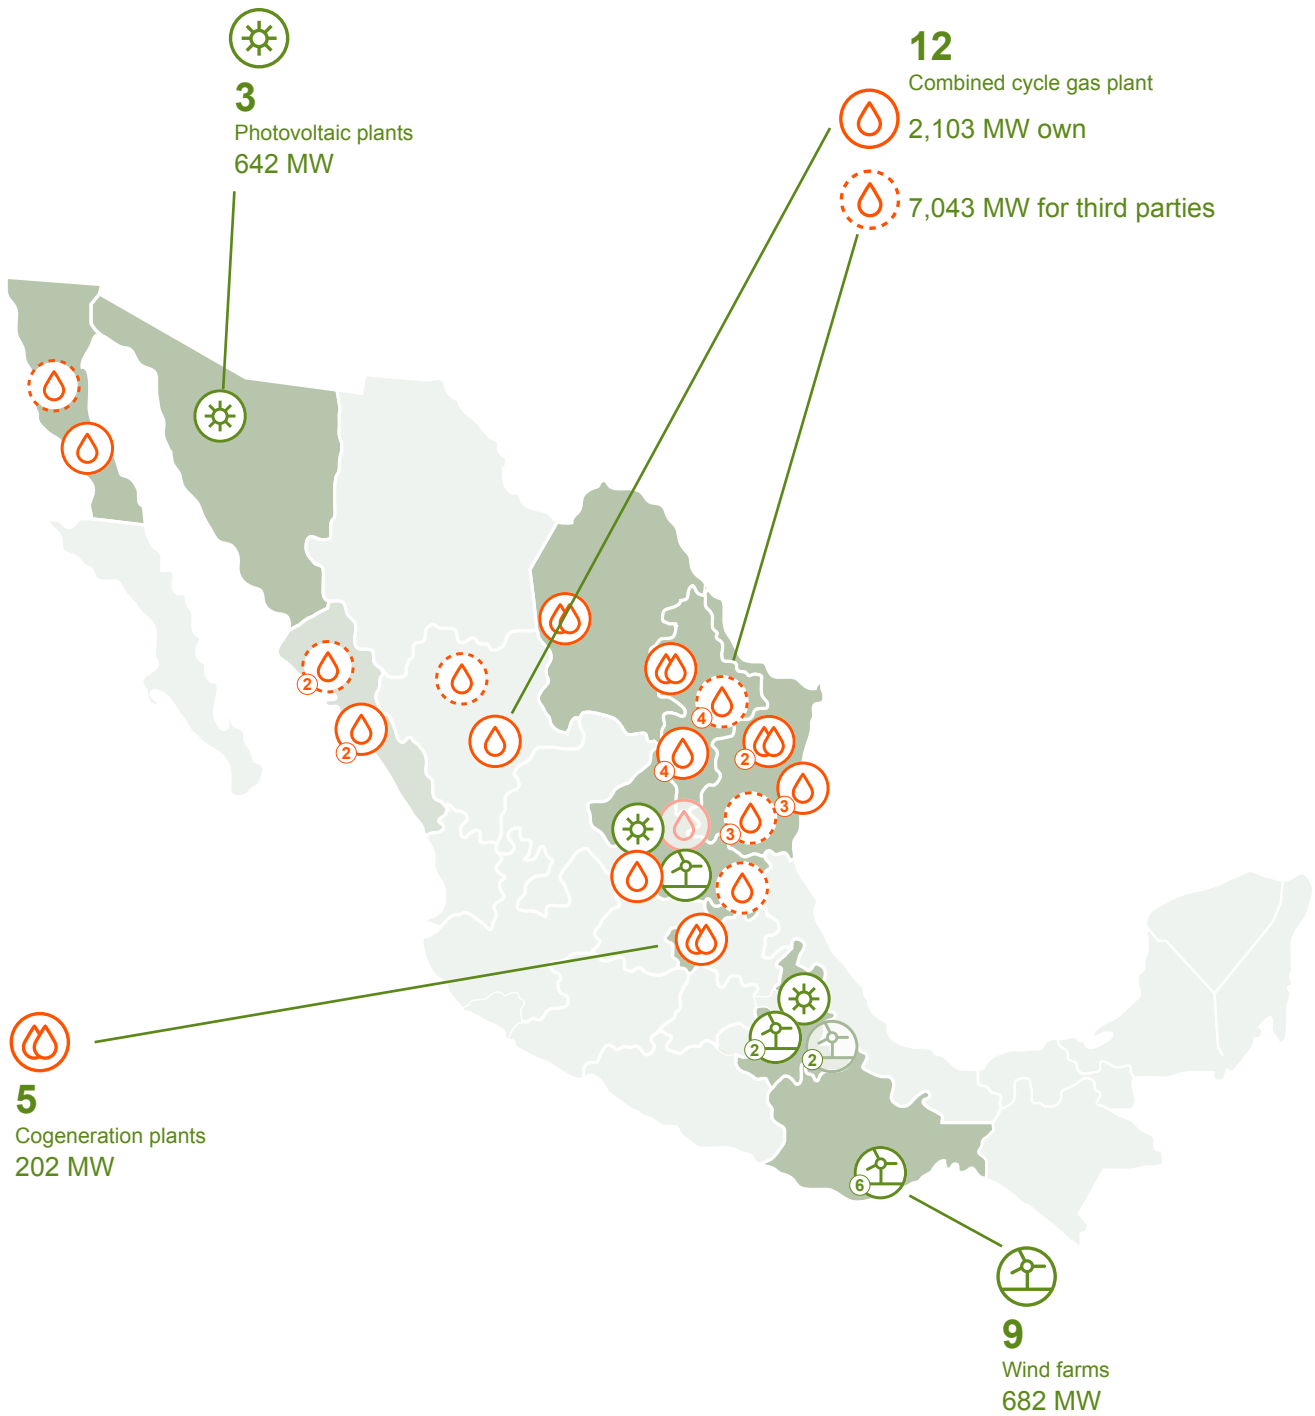 3
Photovoltaic plants
642 MW
12
Combined cycle gas plant
2,103 MW own
7,043 MW for third parties
2
2
4
4
2
3
3
2
2
6
5
Cogeneration plants
202 MW
9
Wind farms
682 MW